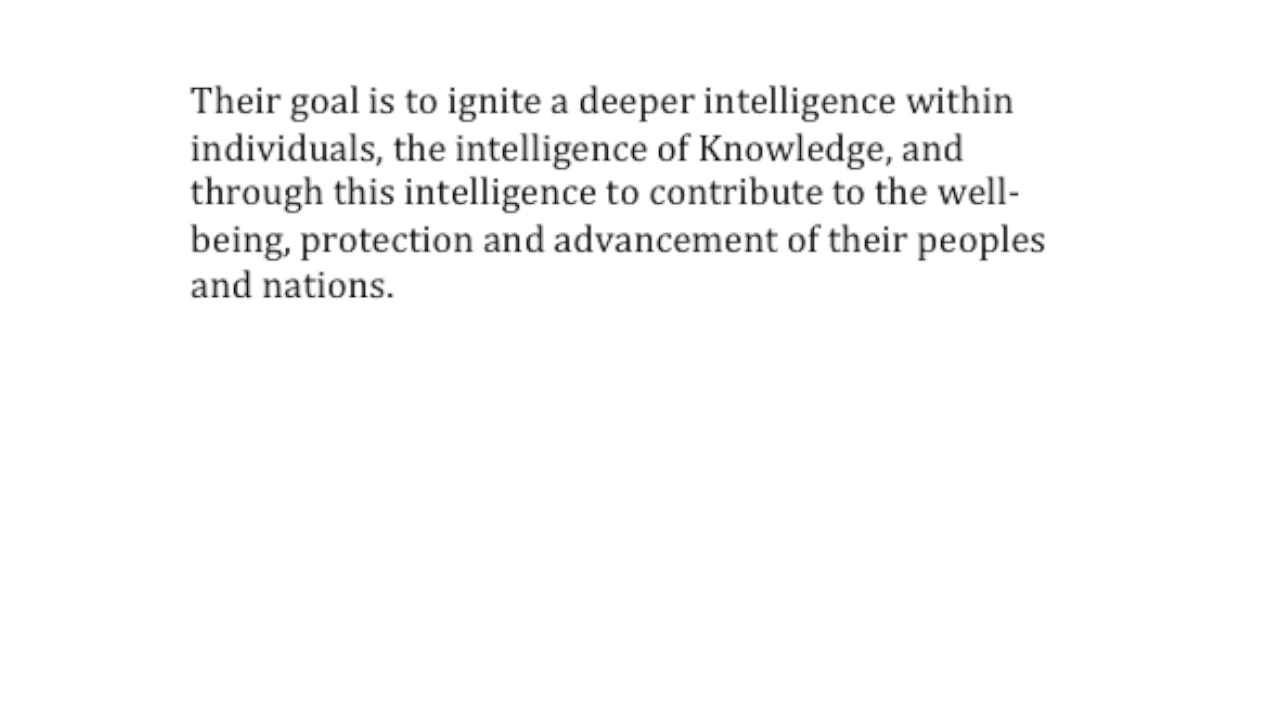 Their goal is to ignite a deeper intelligence within
individuals, the intelligence of Knowledge, and
through this intelligence to contribute to the well-
being, protection and advancement of their peoples
and nations.